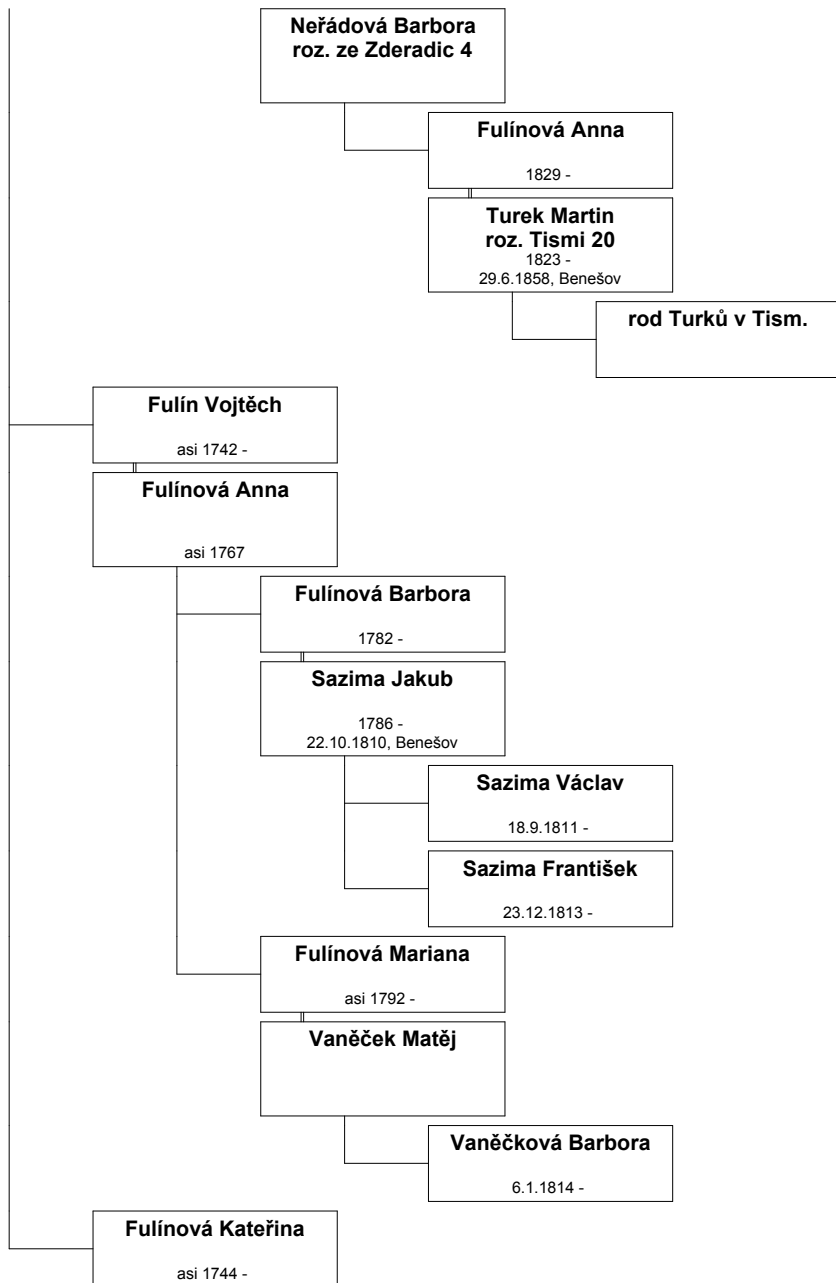 Neřádová Barbora
roz. ze Zderadic 4
Fulínová Anna
1829 -
Turek Martin
roz. Tismi 20
1823 -
29.6.1858, Benešov
rod Turků v Tism.
Fulín Vojtěch
asi 1742 -
Fulínová Anna
asi 1767
Fulínová Barbora
1782 -
Sazima Jakub
1786 -
22.10.1810, Benešov
Sazima Václav
18.9.1811 -
Sazima František
23.12.1813 -
Fulínová Mariana
asi 1792 -
Vaněček Matěj
Vaněčková Barbora
6.1.1814 -
Fulínová Kateřina
asi 1744 -